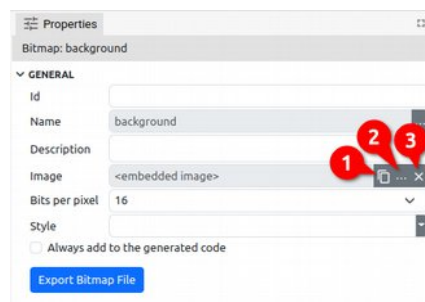 Properties
Bitmap: background
GENERAL
Id
Name background ...
Description
Image <embedded image> ...
Bits per pixel 16
Style
Always add to the generated code
Export Bitmap File
1
2
3